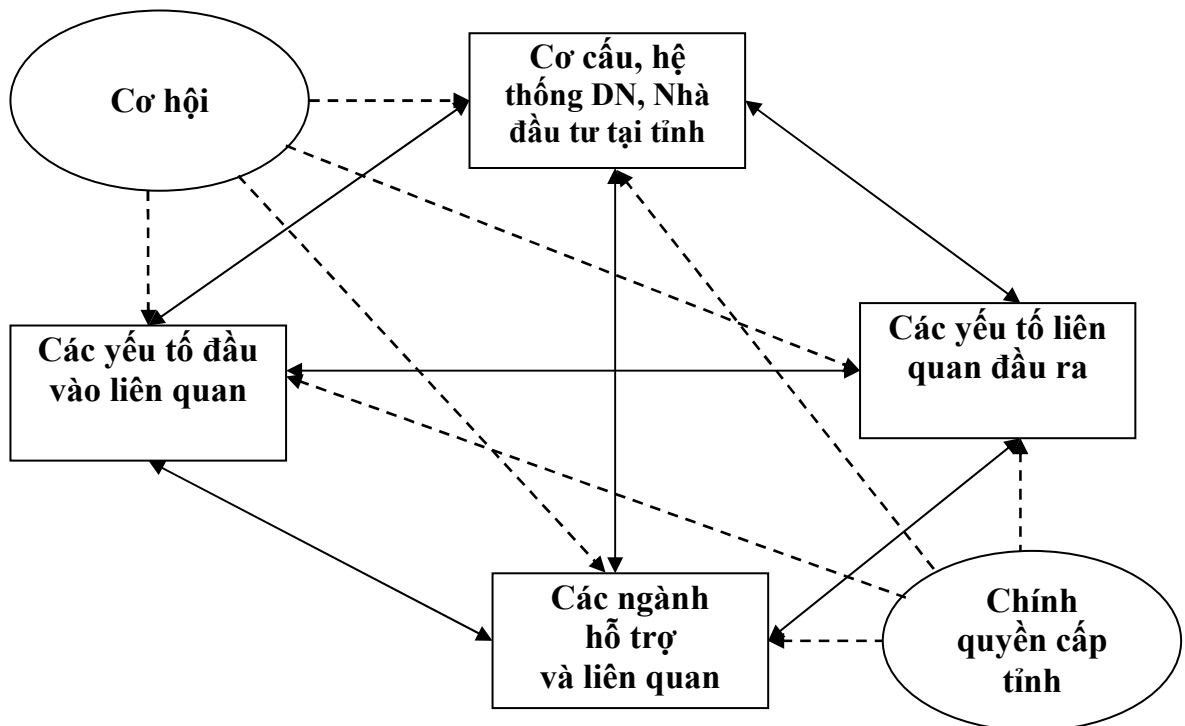 Cơ hội
Cơ cấu, hệ
thống DN, Nhà
đầu tư tại tỉnh
Các yếu tố đầu
vào liên quan
Các yếu tố liên
quan đầu ra
Các ngành
hỗ trợ
và liên quan
Chính
quyền cấp
tỉnh